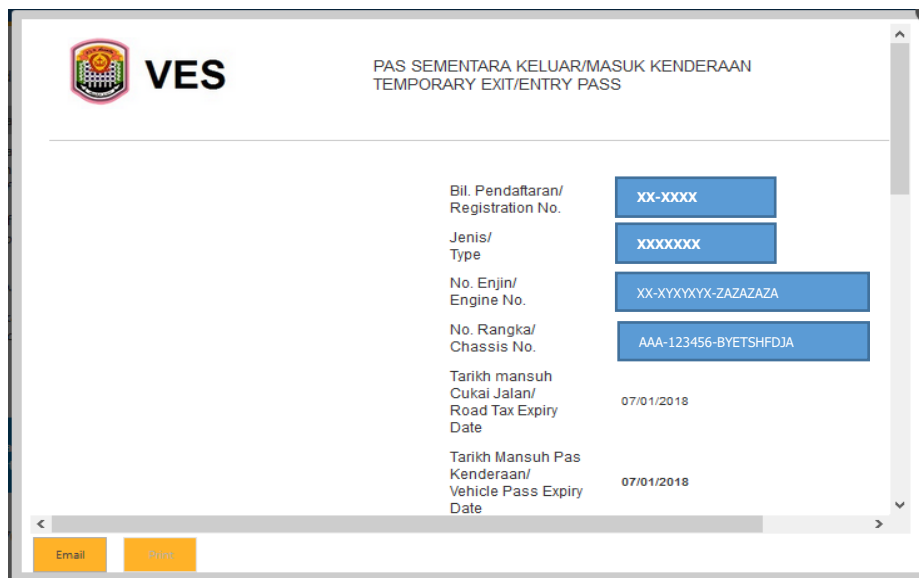 VES
PAS SEMENTARA KELUAR/MASUK KENDERAAN
TEMPORARY EXIT/ENTRY PASS
Bil. Pendaftaran/
Registration No.
XX-XXXX
Jenis/
Type
XXXXXXX
No. Enjin/
Engine No.
XX-XYXYXYX-ZAZAZAZA
No. Rangka/
Chassis No.
AAA-123456-BYETSHFDJA
Tarikh mansuh
Cukai Jalan/
Road Tax Expiry
Date
07/01/2018
Tarikh Mansuh Pas
Kenderaan/
Vehicle Pass Expiry
Date
07/01/2018
Email
Print